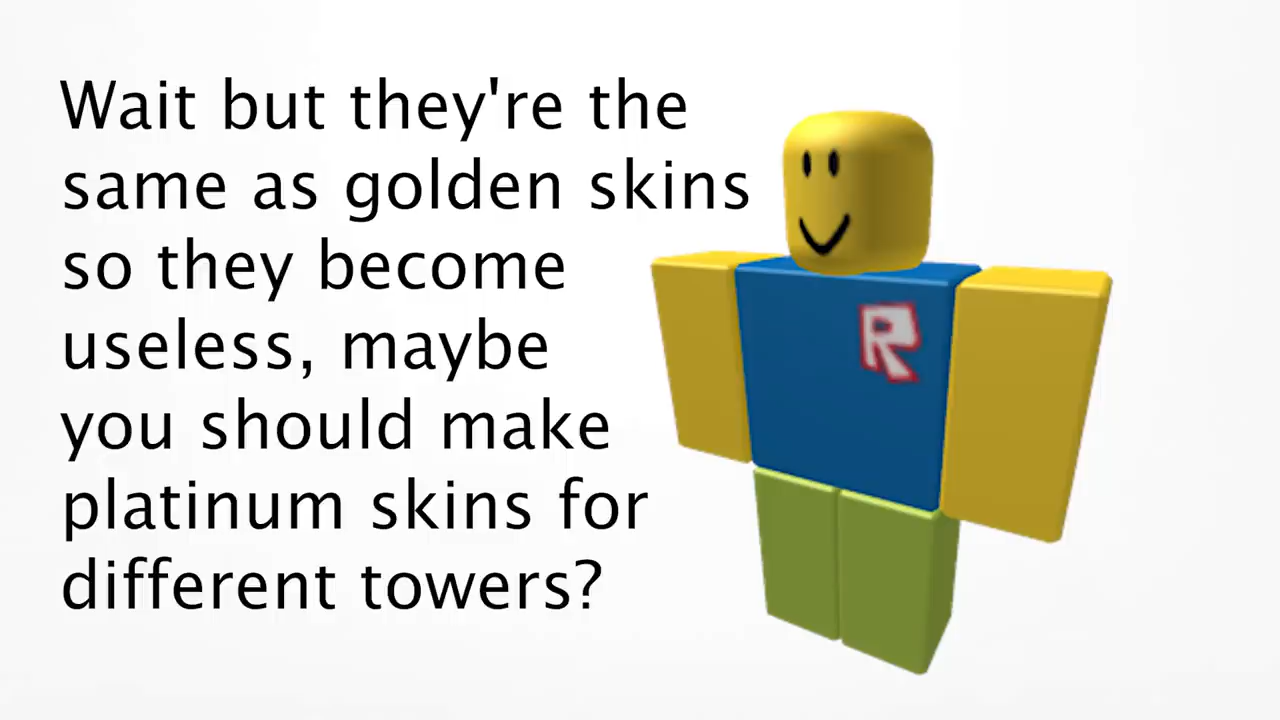 Wait but they're the
same as golden skins
so they become
useless, maybe
you should make
platinum skins for
different towers?
R